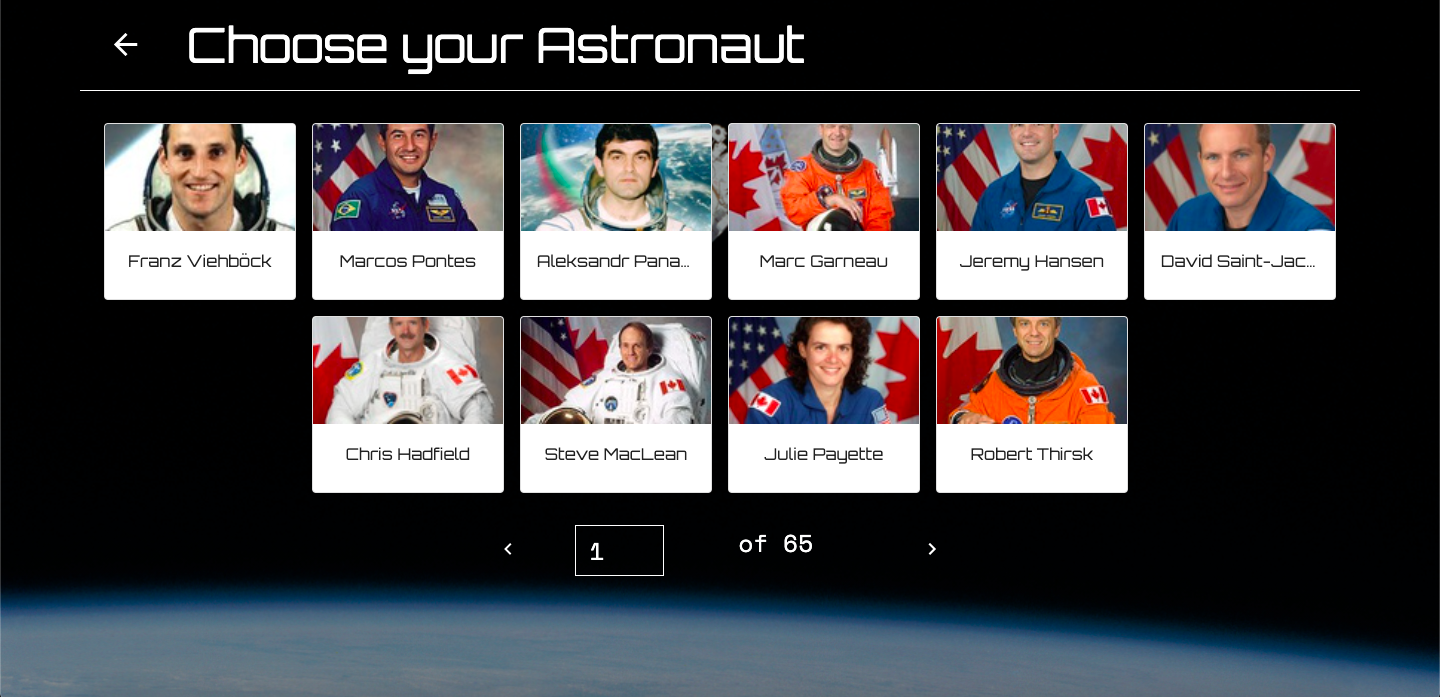 Choose your Astronaut
Franz Viehböck
Marcos Pontes
Aleksandr Pana...
Marc Garneau
Jeremy Hansen
David Saint-Jac...
Chris Hadfield
Steve MacLean
Julie Payette
Robert Thirsk
1 of 65